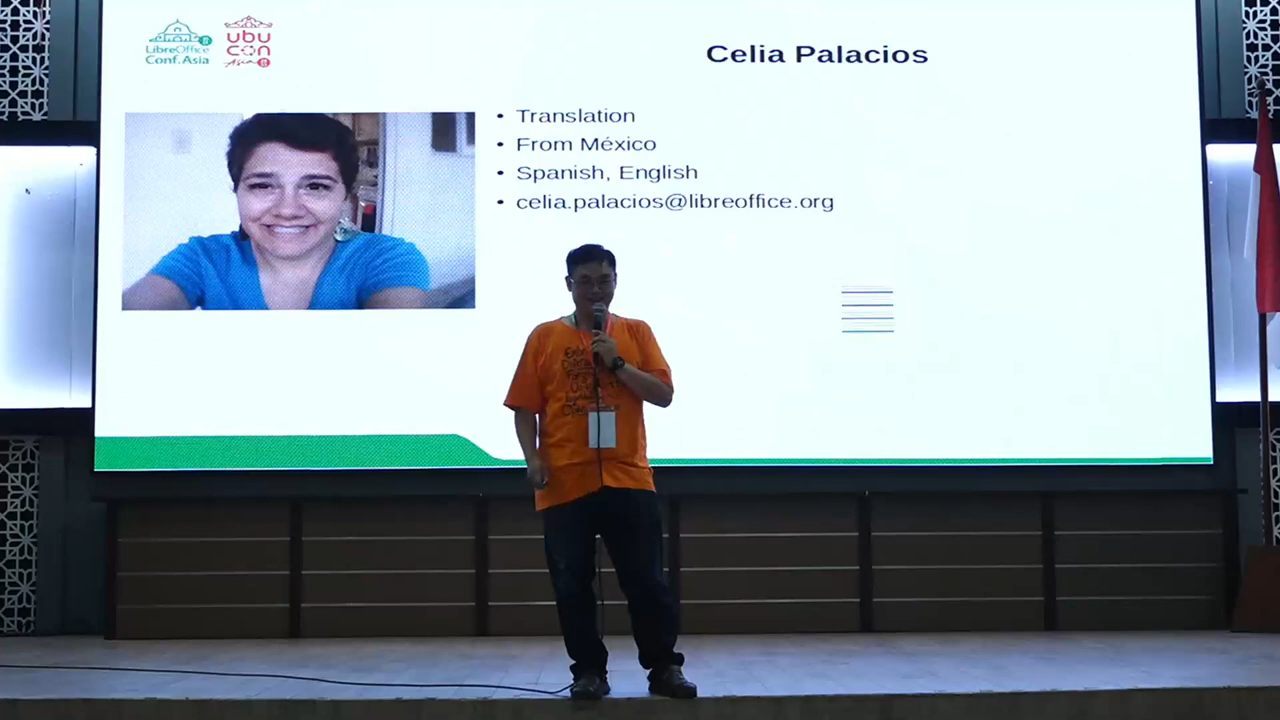 LibreOffice
Conf.Asia
ubu
con
Asia
Celia Palacios
• Translation
• From México
• Spanish, English
• celia.palacios@libreoffice.org